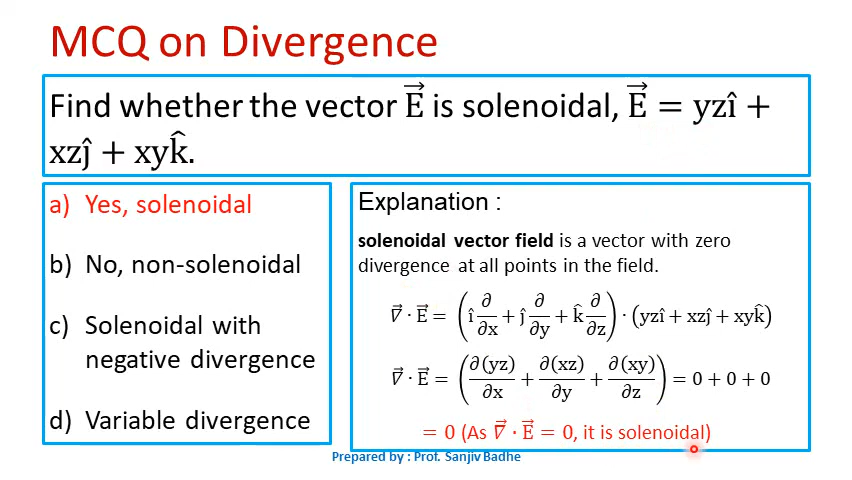 MCQ on Divergence
Find whether the vector E⃗ is solenoidal, E⃗ = yzî +
xzĵ + xyk̂.
a) Yes, solenoidal
b) No, non-solenoidal
c) Solenoidal with
negative divergence
d) Variable divergence
Explanation :
solenoidal vector field is a vector with zero
divergence at all points in the field.
∇⃗ · E⃗ = (î ∂/∂x + ĵ ∂/∂y + k̂ ∂/∂z) · (yzî + xzĵ + xyk̂)
∇⃗ · E⃗ = (∂(yz)/∂x + ∂(xz)/∂y + ∂(xy)/∂z) = 0 + 0 + 0
= 0 (As ∇⃗ · E⃗ = 0, it is solenoidal)
Prepared by : Prof. Sanjiv Badhe